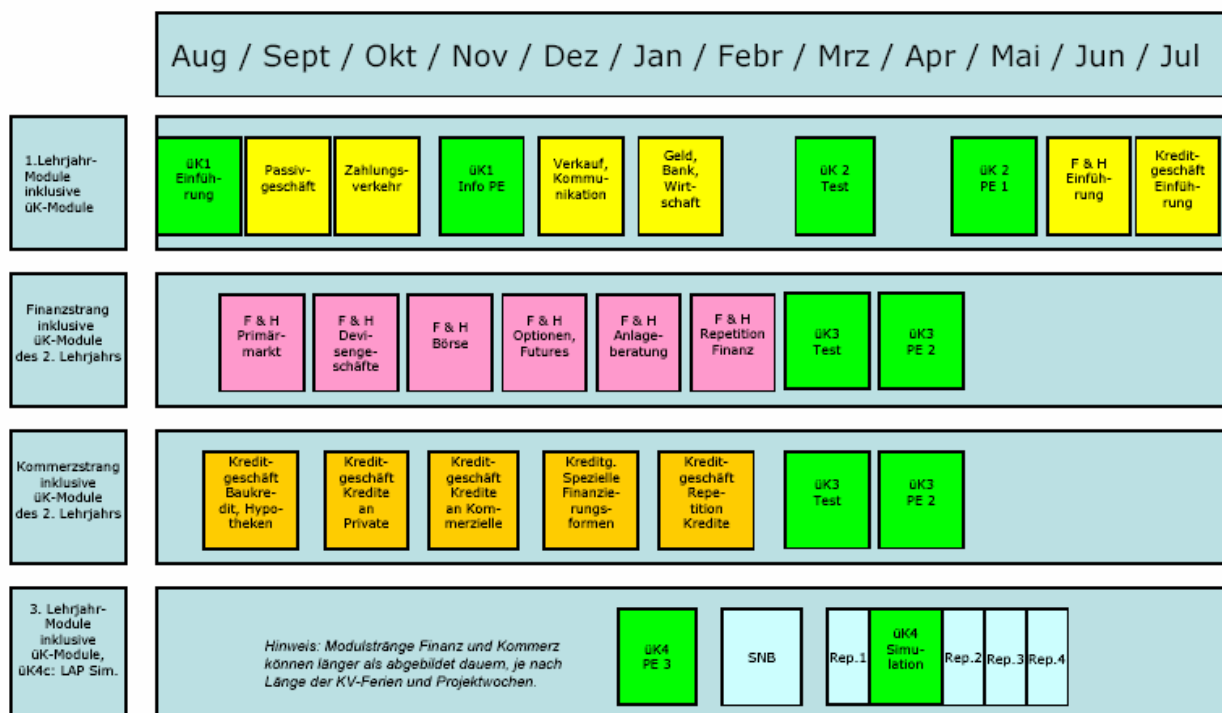 Aug / Sept / Okt / Nov / Dez / Jan / Febr / Mrz / Apr / Mai / Jun / Jul
1.Lehrjahr-
Module
inklusive
üK-Module
üK1
Einfüh-
rung
Passiv-
geschäft
Zahlungs-
verkehr
üK1
Info PE
Verkauf,
Kommu-
nikation
Geld,
Bank,
Wirt-
schaft
üK 2
Test
üK 2
PE 1
F & H
Einfüh-
rung
Kredit-
geschäft
Einfüh-
rung
Finanzstrang
inklusive
üK-Module
des 2. Lehrjahrs
F & H
Primär-
markt
F & H
Devi-
senge-
schäfte
F & H
Börse
F & H
Optionen,
Futures
F & H
Anlage-
beratung
F & H
Repetition
Finanz
üK3
Test
üK3
PE 2
Kommerzstrang
inklusive
üK-Module
des 2. Lehrjahrs
Kredit-
geschäft
Baukre-
dit, Hypo-
theken
Kredit-
geschäft
Kredite
an
Private
Kredit-
geschäft
Kredite
an Kom-
merzielle
Kreditg.
Spezielle
Finanzie-
rungs-
formen
Kredit-
geschäft
Repe-
tition
Kredite
üK3
Test
üK3
PE 2
3. Lehrjahr-
Module
inklusive
üK-Module,
üK4c: LAP Sim.
Hinweis: Modulstränge Finanz und Kommerz
können länger als abgebildet dauern, je nach
Länge der KV-Ferien und Projektwochen.
üK4
PE 3
SNB
Rep.1
üK4
Simu-
lation
Rep.2
Rep.3
Rep.4